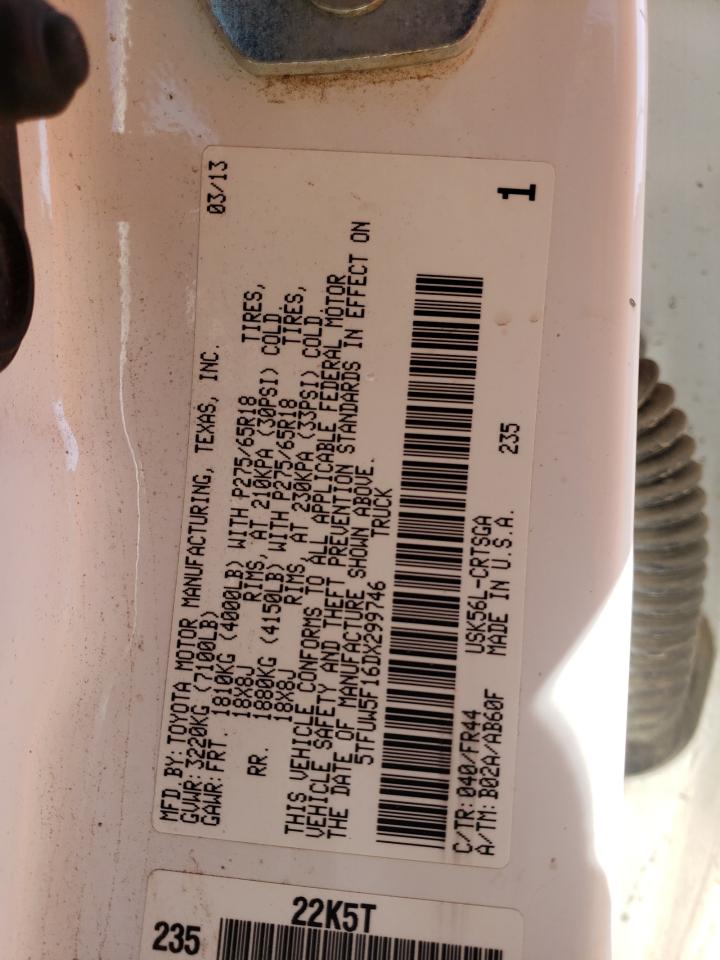 MFD. BY: TOYOTA MOTOR MANUFACTURING, TEXAS, INC. 03/13
GVWR: 3220KG (7100LB)
GAWR: FRT. 1810KG (4000LB) WITH P275/65R18 TIRES,
18X8J RIMS, AT 210KPA (30PSI) COLD.
RR. 1880KG (4150LB) WITH P275/65R18 TIRES,
18X8J RIMS, AT 230KPA (33PSI) COLD.
THIS VEHICLE CONFORMS TO ALL APPLICABLE FEDERAL MOTOR
VEHICLE SAFETY AND THEFT PREVENTION STANDARDS IN EFFECT ON
THE DATE OF MANUFACTURE SHOWN ABOVE.
5TFUW5F16DX299746 TRUCK
C/TR: 040/FR44 USK56L-CRTSGA 235
A/TM: B02A/AB60F MADE IN U.S.A.
1
22K5T
235